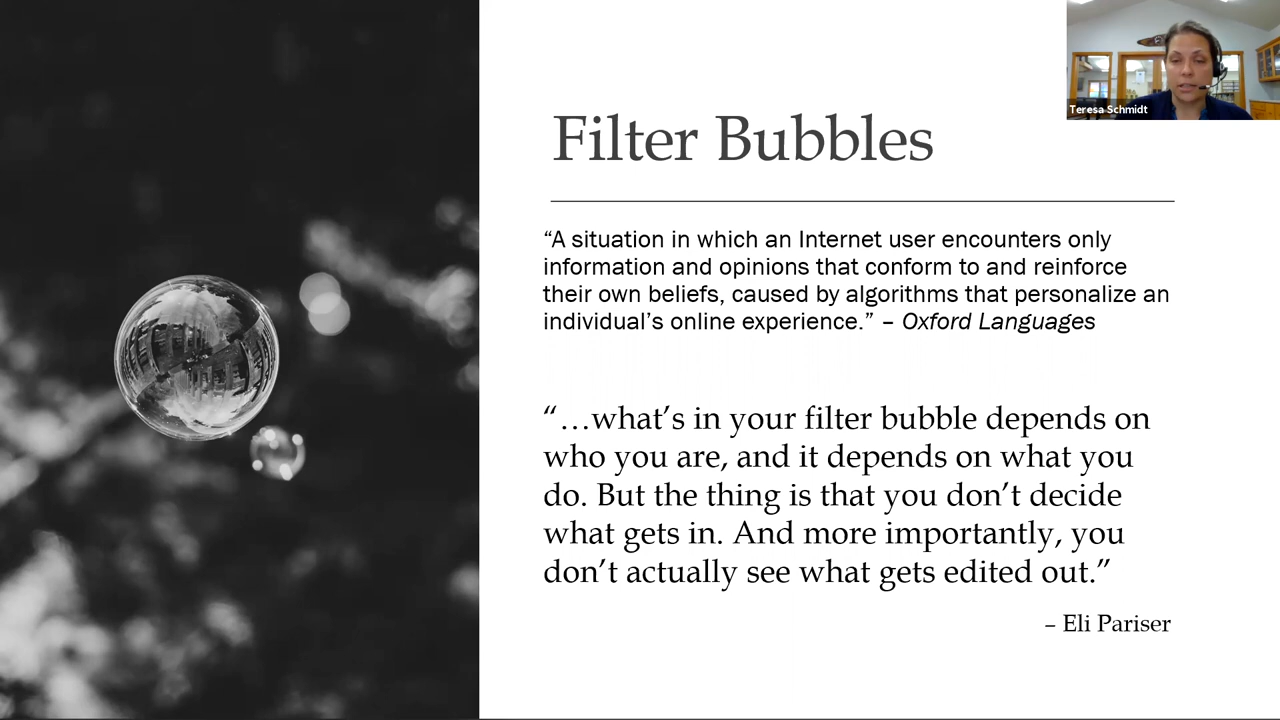 Teresa Schmidt
Filter Bubbles
“A situation in which an Internet user encounters only
information and opinions that conform to and reinforce
their own beliefs, caused by algorithms that personalize an
individual’s online experience.” – Oxford Languages
“…what’s in your filter bubble depends on
who you are, and it depends on what you
do. But the thing is that you don’t decide
what gets in. And more importantly, you
don’t actually see what gets edited out.”
– Eli Pariser